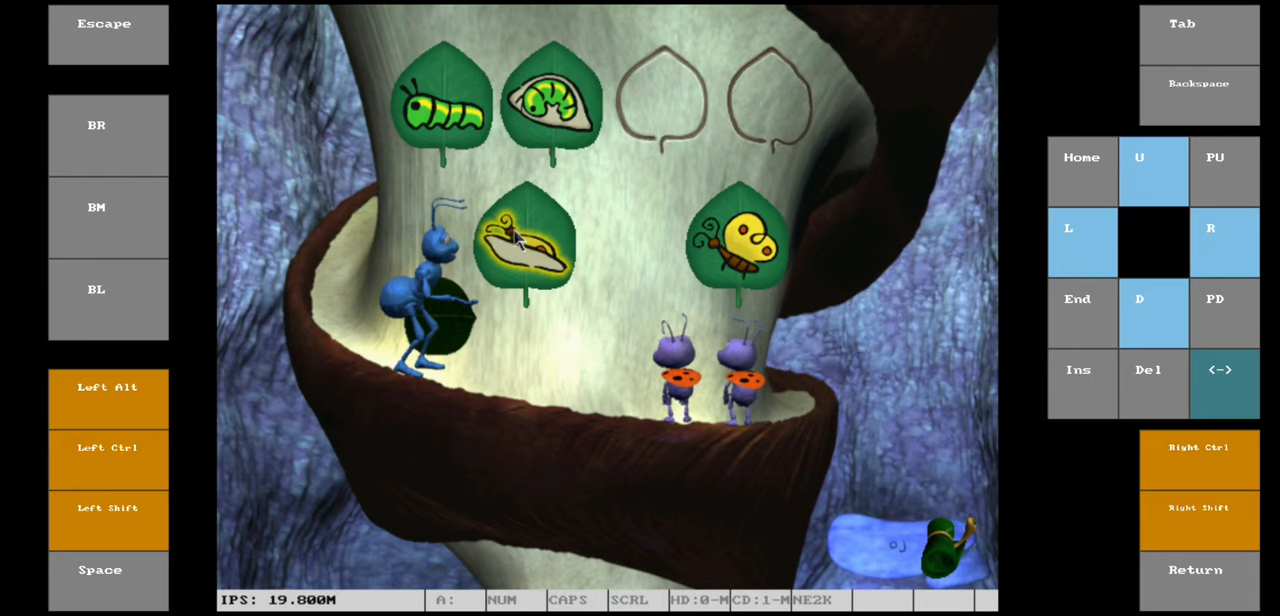 Escape
BR
BM
BL
Left Alt
Left Ctrl
Left Shift
Space
Tab
Backspace
Home U PU
L R
End D PD
Ins Del <->
Right Ctrl
Right Shift
Return
IPS: 19.800M A: NUM CAPS SCRL HD:0-M CD:1-M NE2K